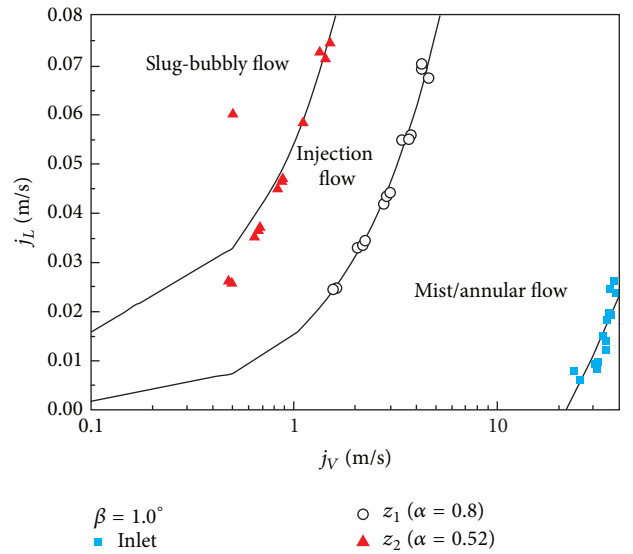 0.08
0.07
0.06
0.05
0.04
0.03
0.02
0.01
0.00
j_L (m/s)
Slug-bubbly flow
Injection
flow
Mist/annular flow
0.1
1
10
j_V (m/s)
β = 1.0°
Inlet
z_1 (α = 0.8)
z_2 (α = 0.52)